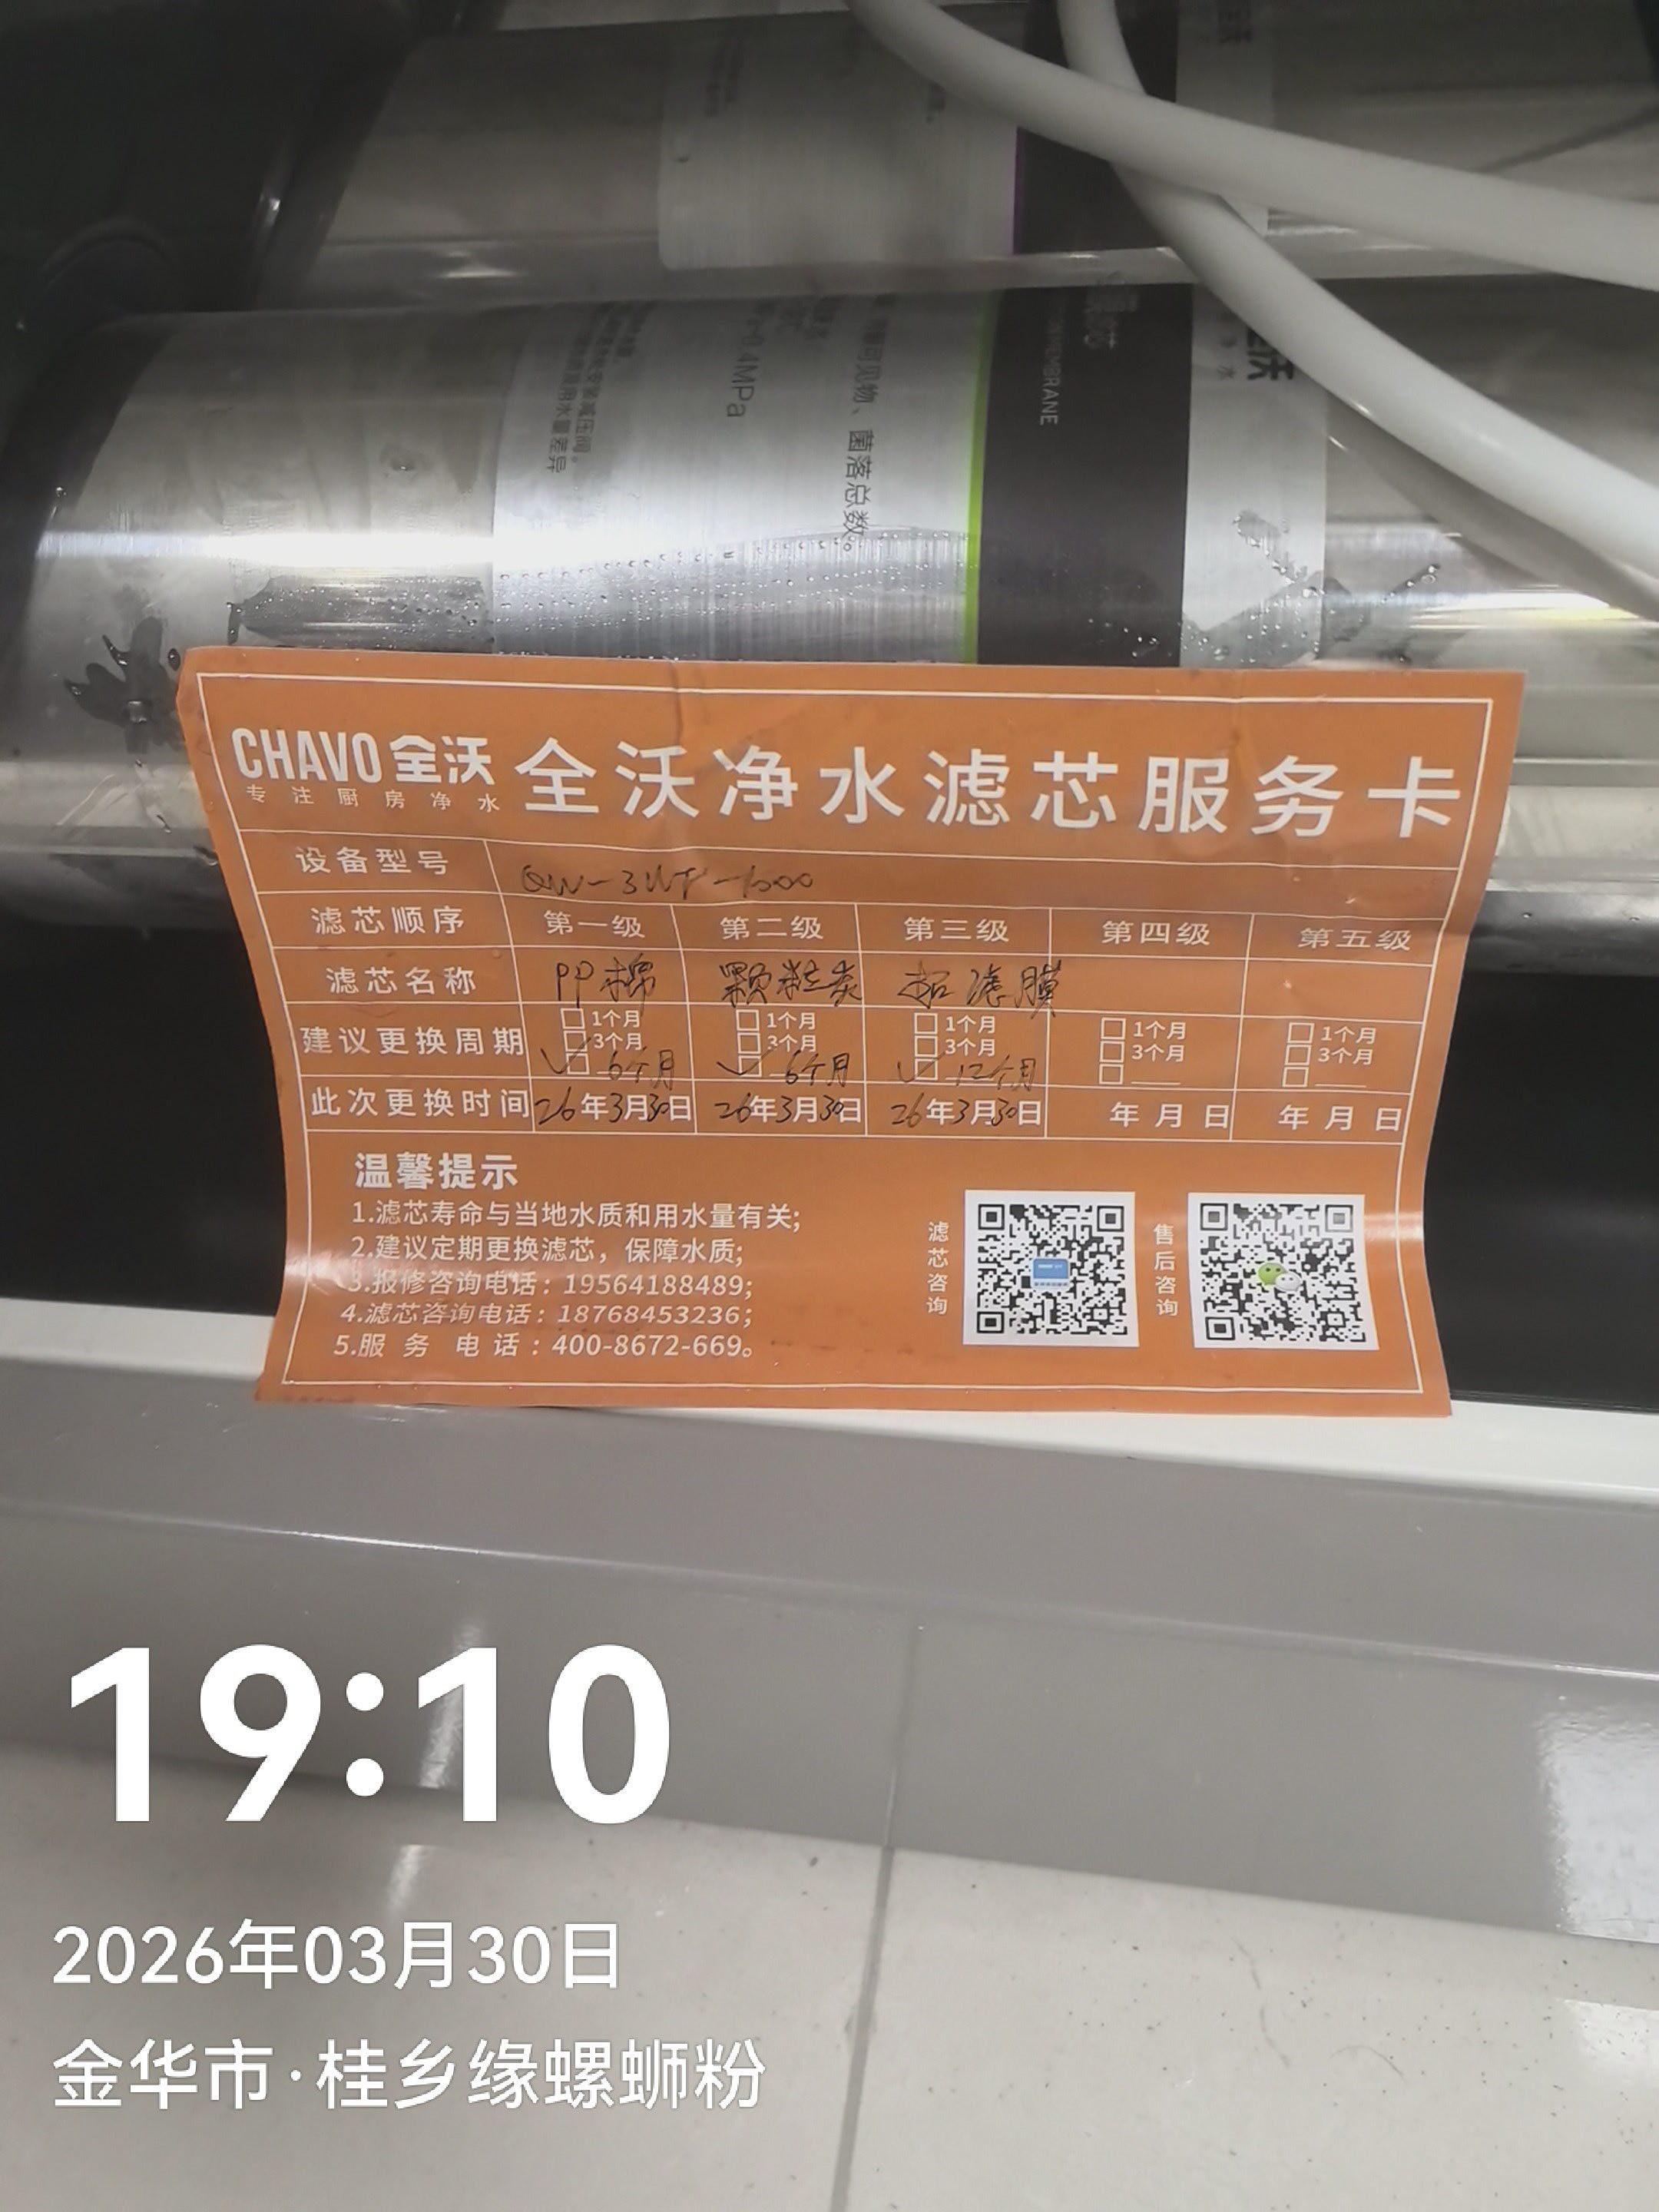 0.4MPa
菌落总数。
MEMBRANE
CHAVO 全沃
专注厨房净水
全沃净水滤芯服务卡
设备型号
滤芯顺序 第一级 第二级 第三级 第四级 第五级
滤芯名称 PP棉 颗粒炭 滤膜
建议更换周期 □1个月 □1个月 □1个月 □1个月 □1个月
□3个月 □3个月 □3个月 □3个月 □3个月
✓□ 6个月 ✓□ 6个月 ✓□ 12个月 □____ □____
此次更换时间 26年3月30日 26年3月30日 26年3月30日 年 月 日 年 月 日
温馨提示
1.滤芯寿命与当地水质和用水量有关;
2.建议定期更换滤芯，保障水质;
3.报修咨询电话：19564188489;
4.滤芯咨询电话：18768453236;
5.服务电话：400-8672-669。
滤芯咨询
售后咨询
19:10
2026年03月30日
金华市·桂乡缘螺蛳粉